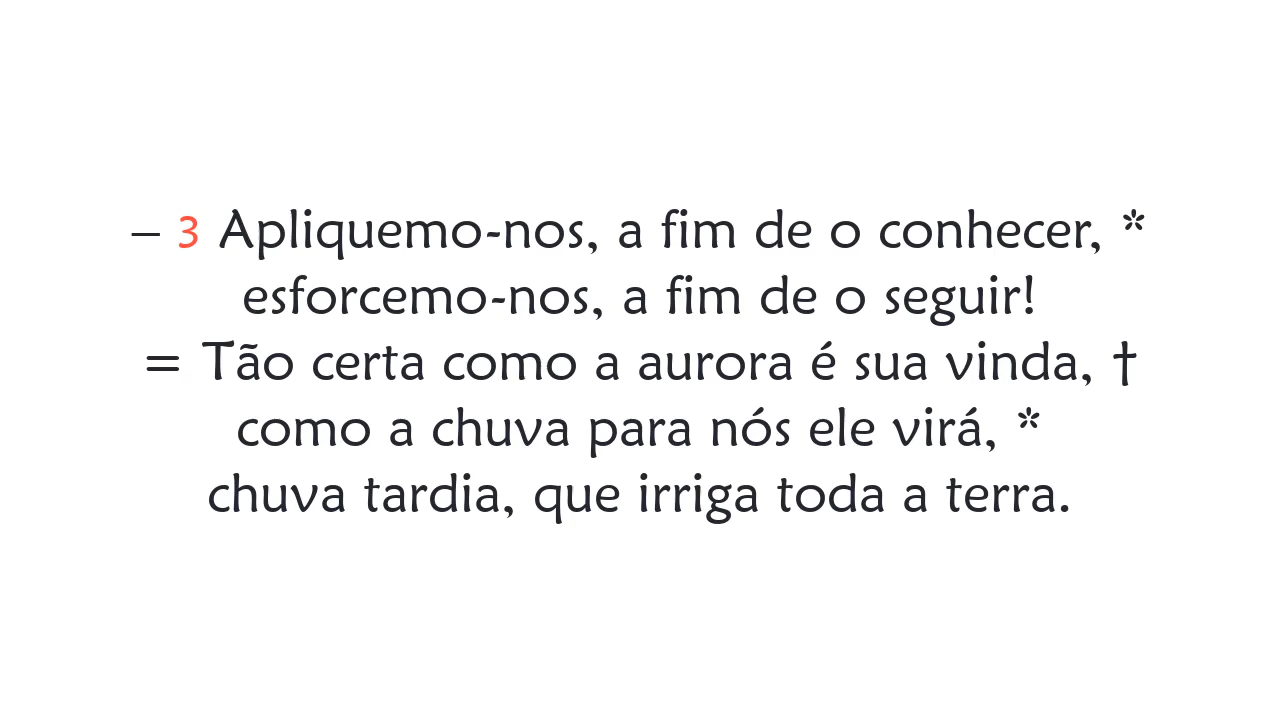 – 3 Apliquemo-nos, a fim de o conhecer, *
esforcemo-nos, a fim de o seguir!
= Tão certa como a aurora é sua vinda, †
como a chuva para nós ele virá, *
chuva tardia, que irriga toda a terra.